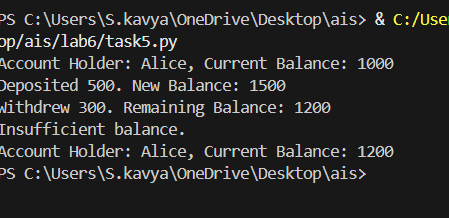 PS C:\Users\S.kavya\OneDrive\Desktop\ais> & C:/Use
op/ais/lab6/task5.py
Account Holder: Alice, Current Balance: 1000
Deposited 500. New Balance: 1500
Withdrew 300. Remaining Balance: 1200
Insufficient balance.
Account Holder: Alice, Current Balance: 1200
PS C:\Users\S.kavya\OneDrive\Desktop\ais>